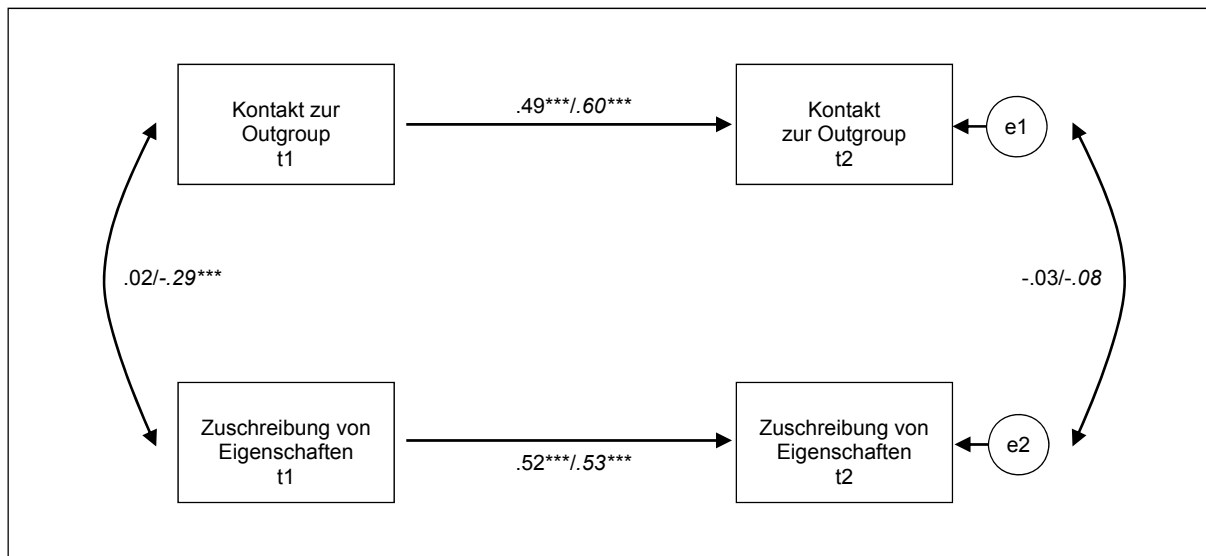 Kontakt zur
Outgroup
t1
.49***/.60***
Kontakt
zur Outgroup
t2
e1
.02/-.29***
-.03/-.08
Zuschreibung von
Eigenschaften
t1
.52***/.53***
Zuschreibung von
Eigenschaften
t2
e2